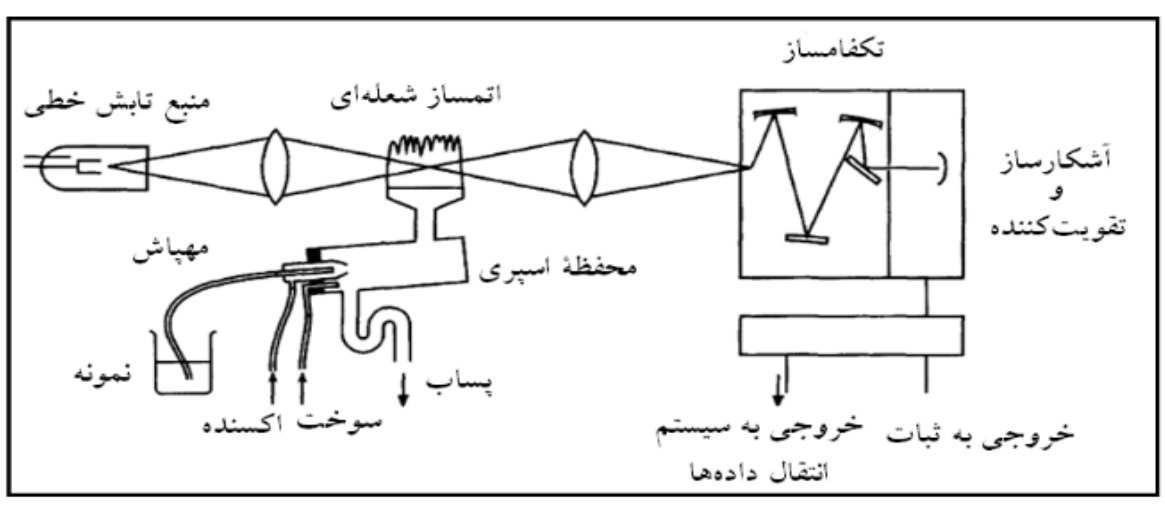 تکفامساز
منبع تابش خطی
اتمساز شعله‌ای
آشکارساز
و
تقویت‌کننده
مهپاش
محفظهٔ اسپری
نمونه
سوخت اکسنده
پساب
خروجی به سیستم
انتقال داده‌ها
خروجی به ثبات